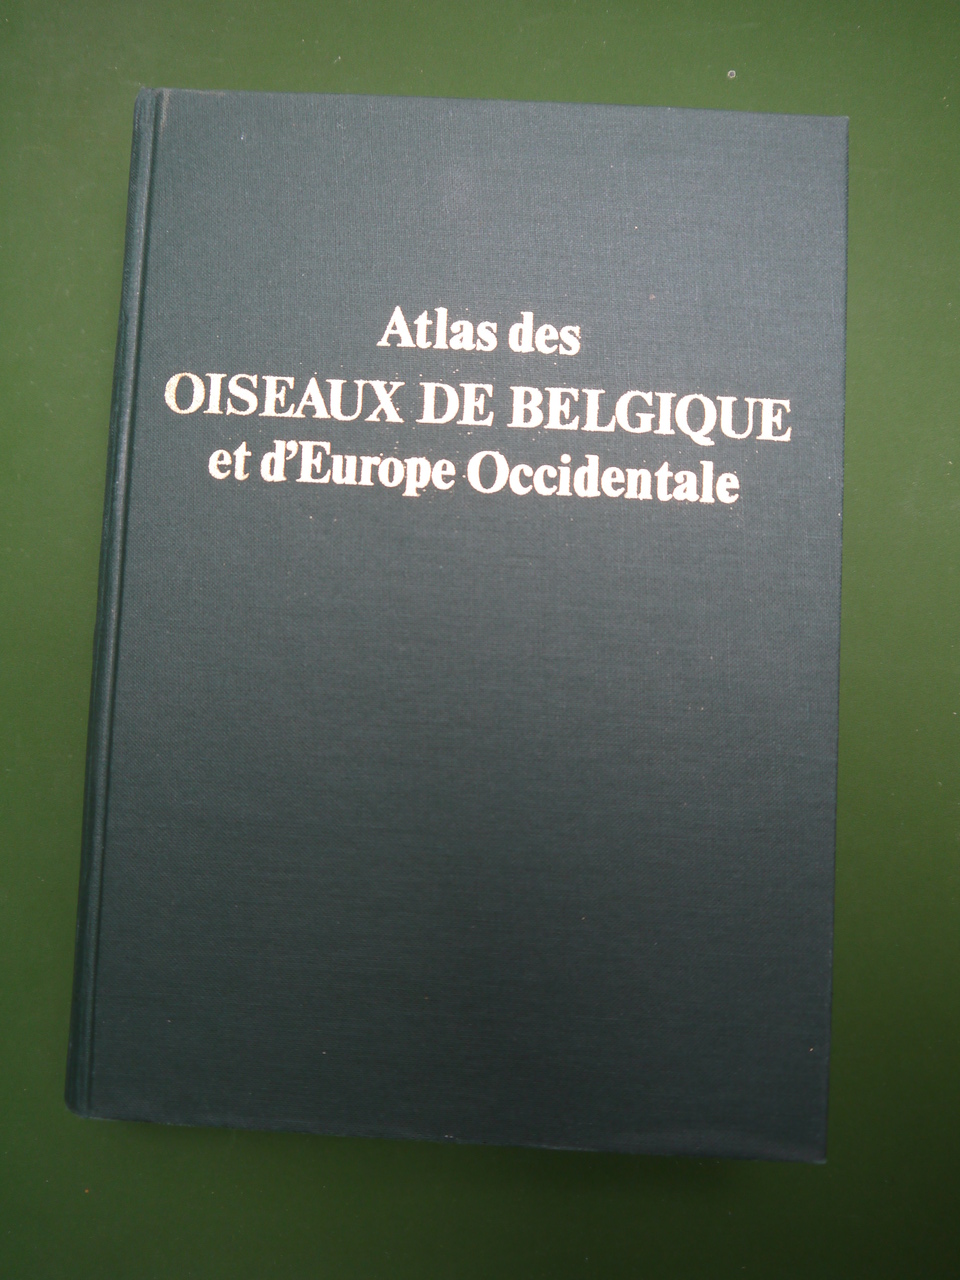 Atlas des
OISEAUX DE BELGIQUE
et d'Europe Occidentale